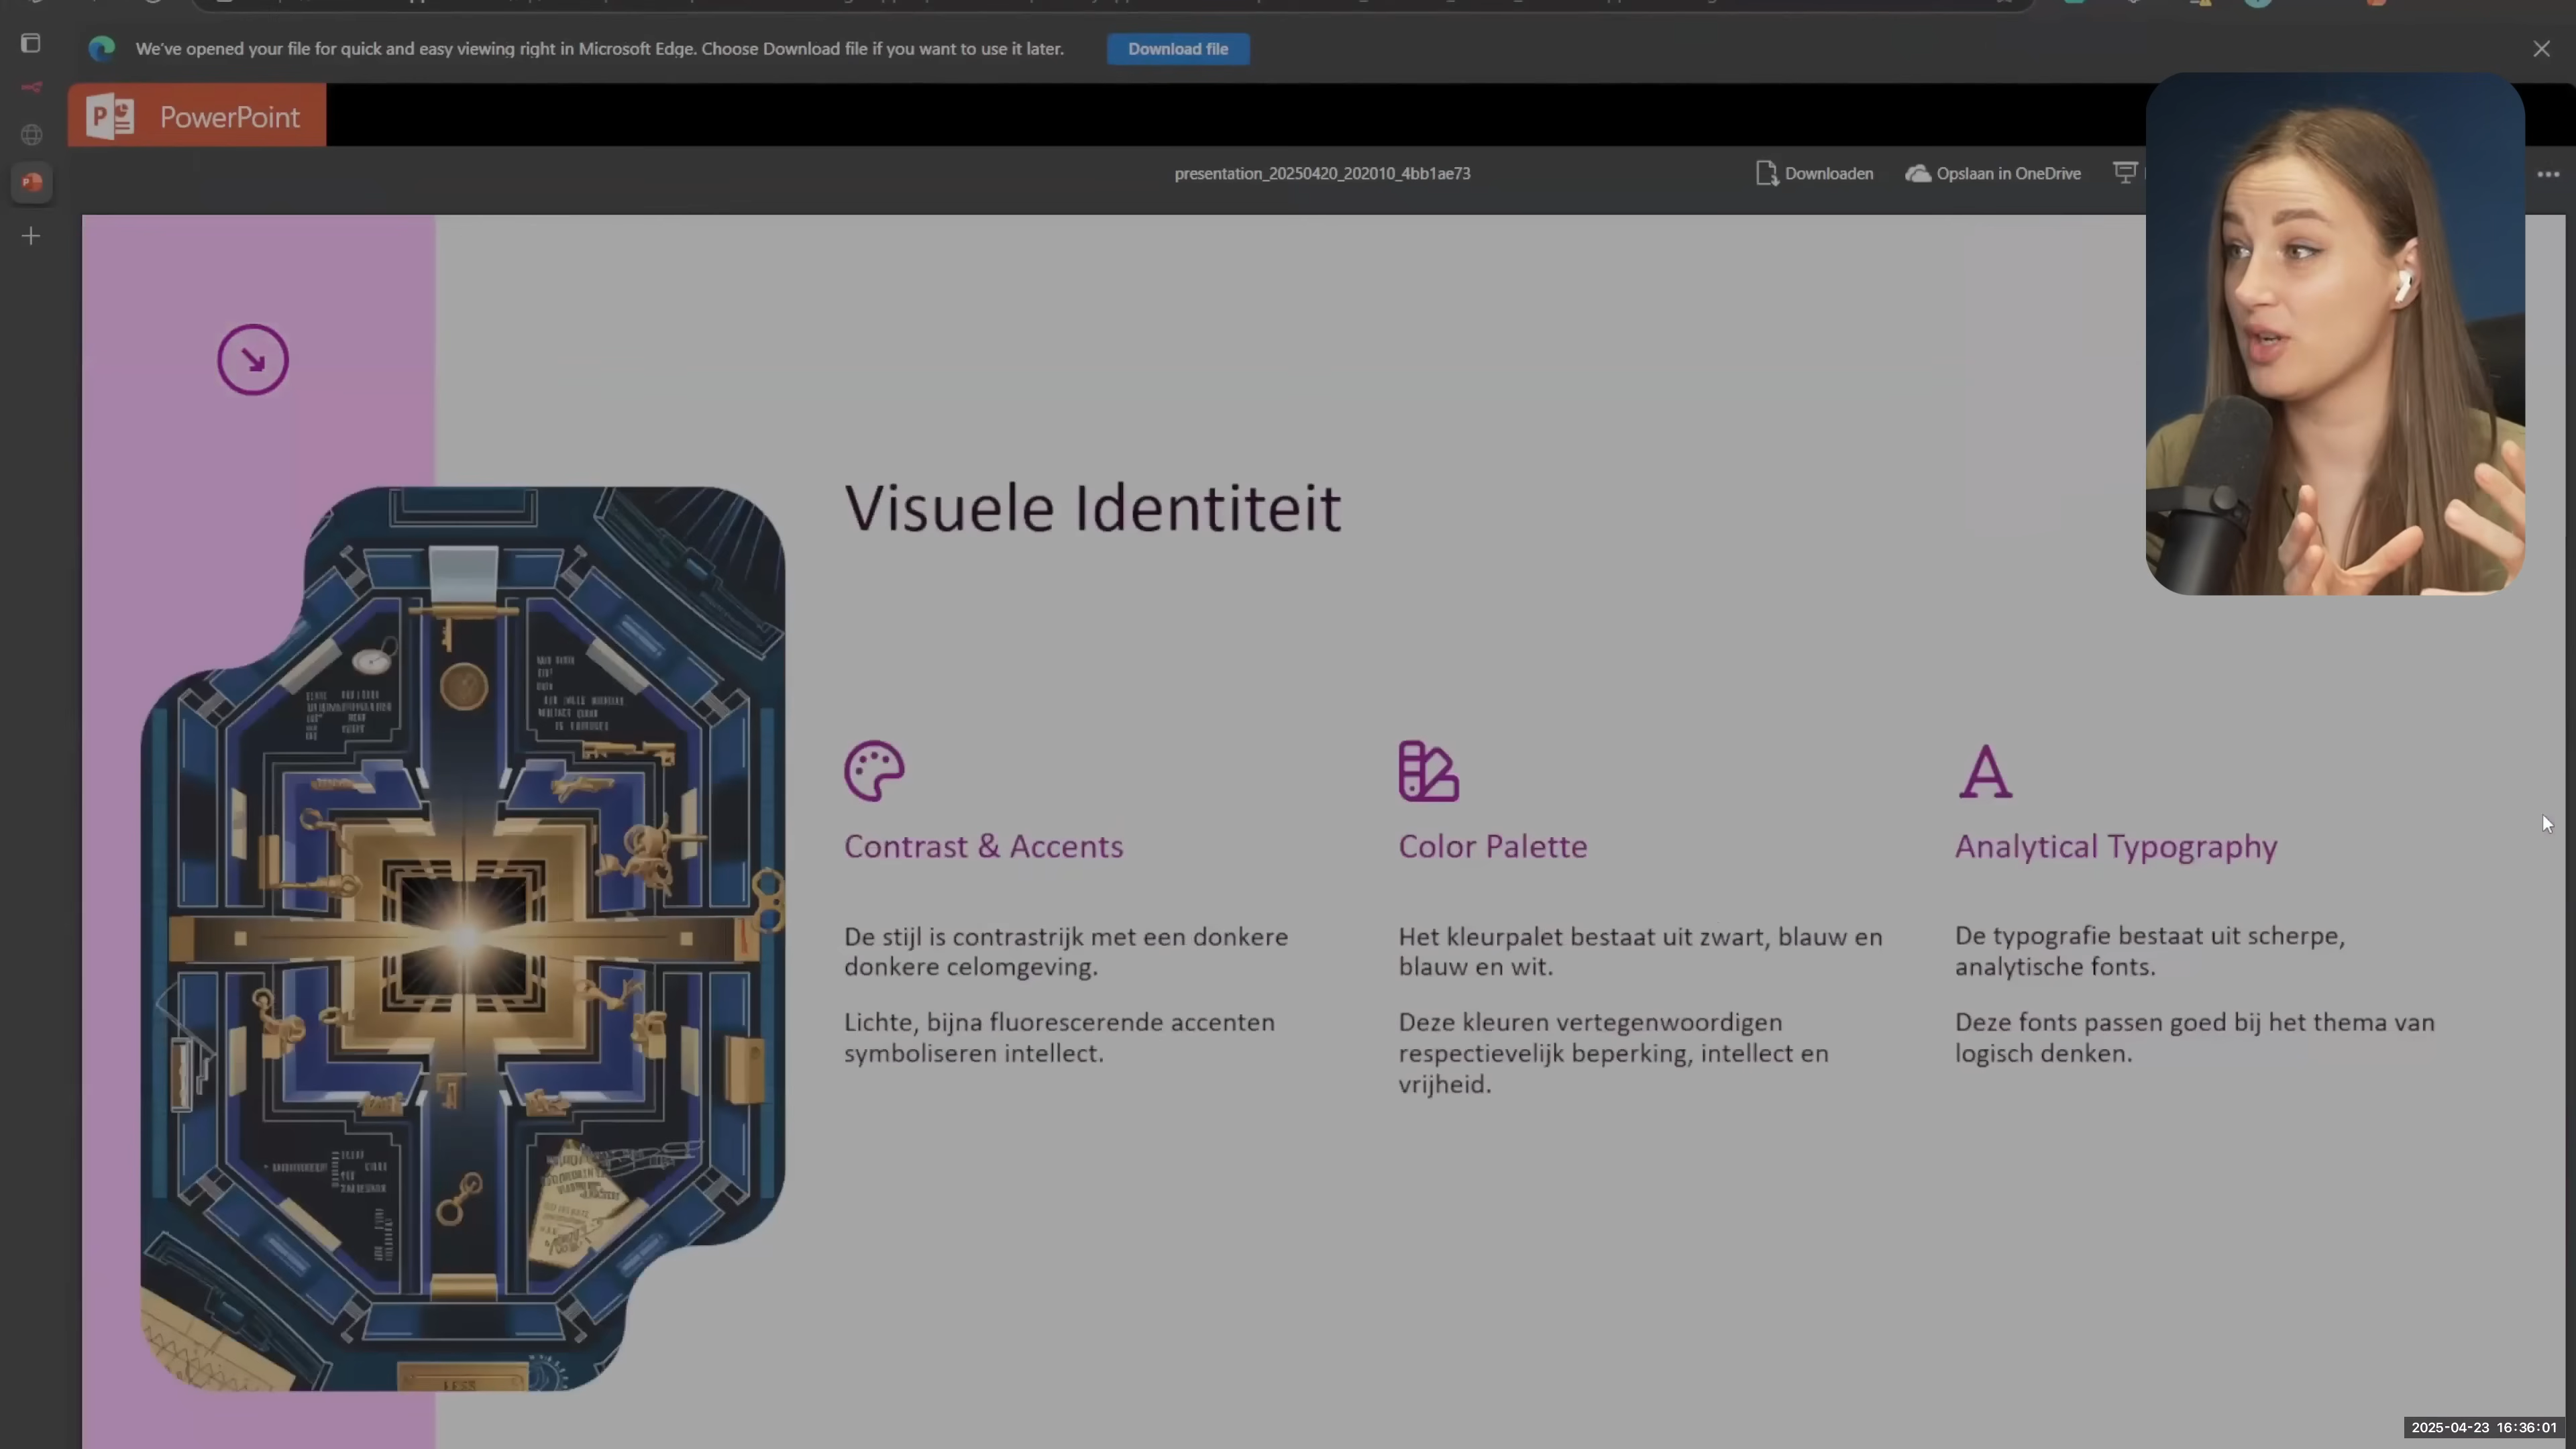 We've opened your file for quick and easy viewing right in Microsoft Edge. Choose Download file if you want to use it later.
Download file
PowerPoint
presentation_20250420_202010_4bb1ae73
Downloaden
Opslaan in OneDrive
Visuele Identiteit
Contrast & Accents
De stijl is contrastrijk met een donkere
donkere celomgeving.
Lichte, bijna fluorescerende accenten
symboliseren intellect.
Color Palette
Het kleurpalet bestaat uit zwart, blauw en
blauw en wit.
Deze kleuren vertegenwoordigen
respectievelijk beperking, intellect en
vrijheid.
Analytical Typography
De typografie bestaat uit scherpe,
analytische fonts.
Deze fonts passen goed bij het thema van
logisch denken.
2025-04-23 16:36:01